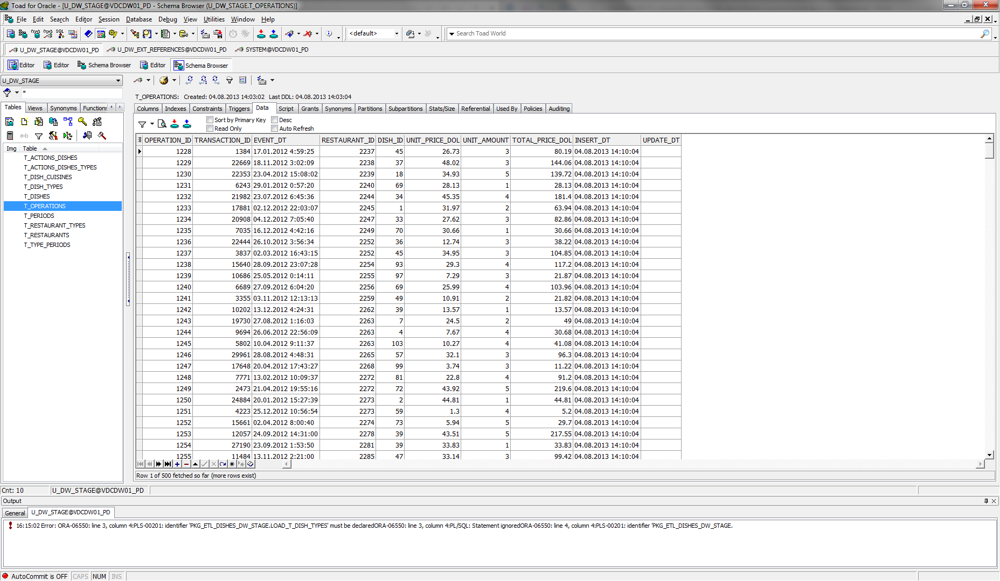 Toad for Oracle - [U_DW_STAGE@VDCDW01_PD - Schema Browser (U_DW_STAGE.T_OPERATIONS)]
File Edit Search Editor Session Database Debug View Utilities Window Help
SQL <default> Search Toad World
U_DW_STAGE@VDCDW01_PD U_DW_EXT_REFERENCES@VDCDW01_PD SYSTEM@VDCDW01_PD
Editor Editor Schema Browser Editor Schema Browser
U_DW_STAGE
*
T_OPERATIONS: Created: 04.08.2013 14:03:02 Last DDL: 04.08.2013 14:03:04
Tables Views Synonyms Functions
Columns Indexes Constraints Triggers Data Script Grants Synonyms Partitions Subpartitions Stats/Size Referential Used By Policies Auditing
Sort by Primary Key Desc
Read Only Auto Refresh
Img Table
T_ACTIONS_DISHES
T_ACTIONS_DISHES_TYPES
T_DISH_CUISINES
T_DISH_TYPES
T_DISHES
T_OPERATIONS
T_PERIODS
T_RESTAURANT_TYPES
T_RESTAURANTS
T_TYPE_PERIODS
OPERATION_ID TRANSACTION_ID EVENT_DT RESTAURANT_ID DISH_ID UNIT_PRICE_DOL UNIT_AMOUNT TOTAL_PRICE_DOL INSERT_DT UPDATE_DT
1228 1384 17.01.2012 4:59:25 2237 45 26.73 3 80.19 04.08.2013 14:10:04
1229 22669 18.11.2012 3:02:09 2238 37 48.02 3 144.06 04.08.2013 14:10:04
1230 22353 23.04.2012 15:08:02 2239 18 34.93 5 139.72 04.08.2013 14:10:04
1231 6243 29.01.2012 0:57:20 2240 69 28.13 1 28.13 04.08.2013 14:10:04
1232 21982 23.07.2012 6:45:36 2244 34 45.35 4 181.4 04.08.2013 14:10:04
1233 17881 02.12.2012 22:03:07 2245 1 31.97 2 63.94 04.08.2013 14:10:04
1234 20908 04.12.2012 7:05:40 2247 33 27.62 3 82.86 04.08.2013 14:10:04
1235 7035 16.12.2012 4:42:16 2249 70 30.66 1 30.66 04.08.2013 14:10:04
1236 22444 26.10.2012 3:56:34 2252 36 12.74 3 38.22 04.08.2013 14:10:04
1237 3837 02.03.2012 16:43:15 2252 45 34.95 3 104.85 04.08.2013 14:10:04
1238 15640 28.09.2012 23:07:28 2254 93 29.3 4 117.2 04.08.2013 14:10:04
1239 10686 25.05.2012 0:14:11 2255 97 7.29 3 21.87 04.08.2013 14:10:04
1240 6689 27.09.2012 6:04:20 2256 69 25.99 4 103.96 04.08.2013 14:10:04
1241 3355 03.11.2012 12:13:13 2259 49 10.91 2 21.82 04.08.2013 14:10:04
1242 10202 13.12.2012 4:24:31 2262 39 13.57 1 13.57 04.08.2013 14:10:04
1243 19730 27.08.2012 1:16:03 2263 7 24.5 2 49 04.08.2013 14:10:04
1244 9694 26.06.2012 22:56:09 2263 4 7.67 4 30.68 04.08.2013 14:10:04
1245 5802 10.04.2012 9:11:37 2263 103 10.27 4 41.08 04.08.2013 14:10:04
1246 29961 28.08.2012 4:48:31 2265 57 32.1 3 96.3 04.08.2013 14:10:04
1247 17648 20.04.2012 17:43:27 2268 99 3.74 3 11.22 04.08.2013 14:10:04
1248 7771 13.02.2012 10:09:37 2272 81 22.8 4 91.2 04.08.2013 14:10:04
1249 2473 21.04.2012 19:55:16 2272 72 43.92 5 219.6 04.08.2013 14:10:04
1250 24884 20.01.2012 15:27:39 2273 2 44.81 1 44.81 04.08.2013 14:10:04
1251 4223 25.12.2012 10:56:54 2273 59 1.3 4 5.2 04.08.2013 14:10:04
1252 15661 02.04.2012 8:00:40 2274 73 5.94 5 29.7 04.08.2013 14:10:04
1253 12057 24.09.2012 14:31:00 2278 39 43.51 5 217.55 04.08.2013 14:10:04
1254 27190 23.09.2012 1:53:50 2281 39 33.83 1 33.83 04.08.2013 14:10:04
1255 11484 13.11.2012 2:21:00 2285 47 33.14 3 99.42 04.08.2013 14:10:04
Row 1 of 500 fetched so far (more rows exist)
Cnt: 10 U_DW_STAGE@VDCDW01_PD
Output
General U_DW_STAGE@VDCDW01_PD
16:15:02 Error: ORA-06550: line 3, column 4:PLS-00201: identifier 'PKG_ETL_DISHES_DW_STAGE.LOAD_T_DISH_TYPES' must be declaredORA-06550: line 3, column 4:PL/SQL: Statement ignoredORA-06550: line 4, column 4:PLS-00201: identifier 'PKG_ETL_DISHES_DW_STAGE.
AutoCommit is OFF CAPS NUM INS